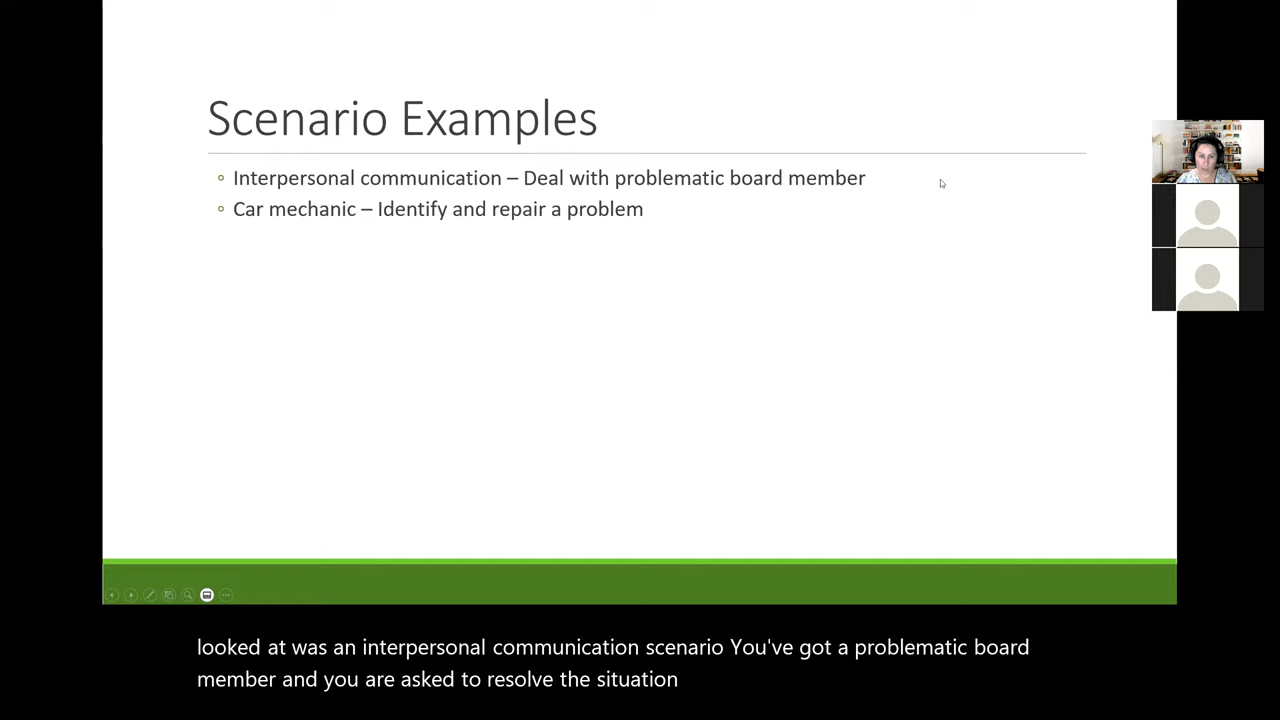 Scenario Examples
Interpersonal communication – Deal with problematic board member
Car mechanic – Identify and repair a problem
looked at was an interpersonal communication scenario You've got a problematic board
member and you are asked to resolve the situation